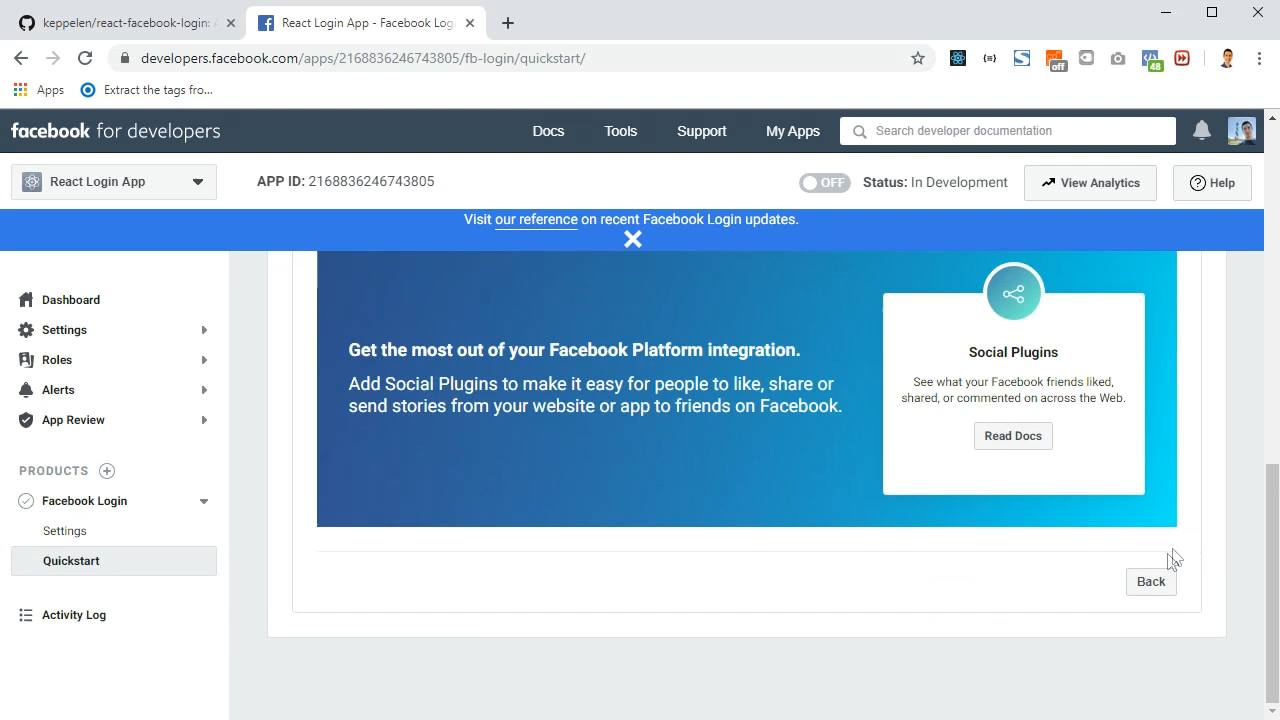 keppelen/react-facebook-login:
React Login App - Facebook Log
developers.facebook.com/apps/2168836246743805/fb-login/quickstart/
off
48
Apps
Extract the tags fro...
facebook for developers
Docs
Tools
Support
My Apps
Search developer documentation
React Login App
APP ID: 2168836246743805
OFF
Status: In Development
View Analytics
Help
Visit our reference on recent Facebook Login updates.
Dashboard
Settings
Roles
Alerts
App Review
PRODUCTS
Facebook Login
Settings
Quickstart
Activity Log
Get the most out of your Facebook Platform integration.
Add Social Plugins to make it easy for people to like, share or
send stories from your website or app to friends on Facebook.
Social Plugins
See what your Facebook friends liked,
shared, or commented on across the Web.
Read Docs
Back